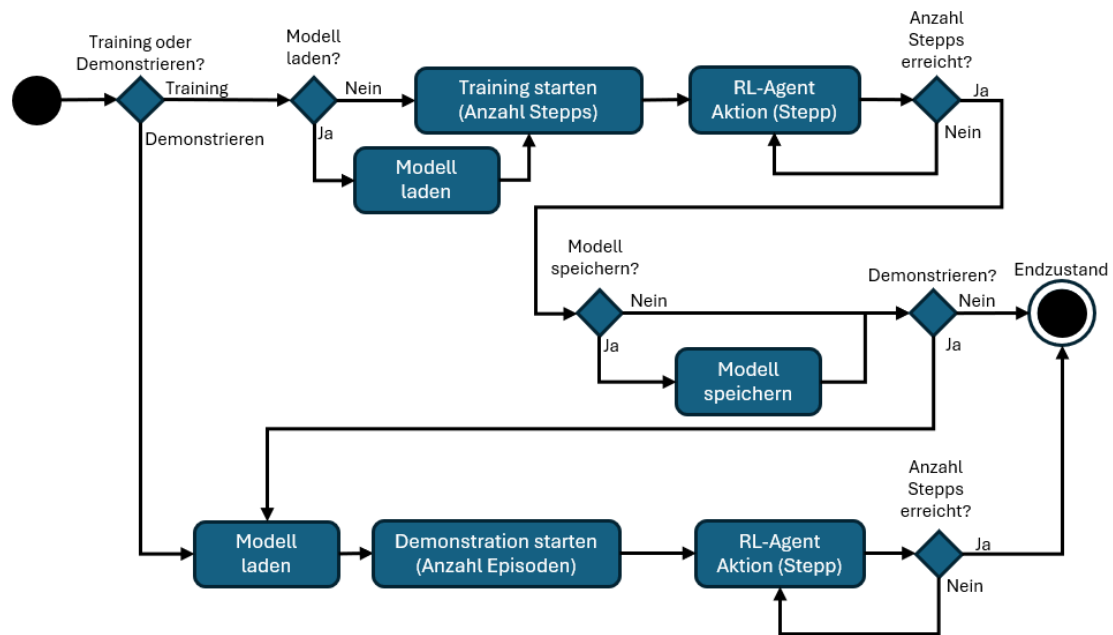 Training oder
Demonstrieren?
Training
Demonstrieren
Modell
laden?
Nein
Ja
Modell
laden
Training starten
(Anzahl Stepps)
RL-Agent
Aktion (Stepp)
Anzahl
Stepps
erreicht?
Ja
Nein
Modell
speichern?
Nein
Ja
Modell
speichern
Demonstrieren?
Nein
Ja
Endzustand
Modell
laden
Demonstration starten
(Anzahl Episoden)
RL-Agent
Aktion (Stepp)
Anzahl
Stepps
erreicht?
Ja
Nein